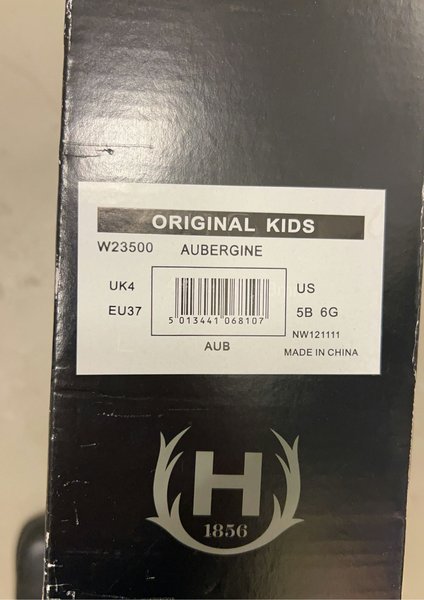 ORIGINAL KIDS
W23500 AUBERGINE
UK4 US
EU37 5B 6G
5 013441 068107
NW121111
AUB
MADE IN CHINA
H
1856